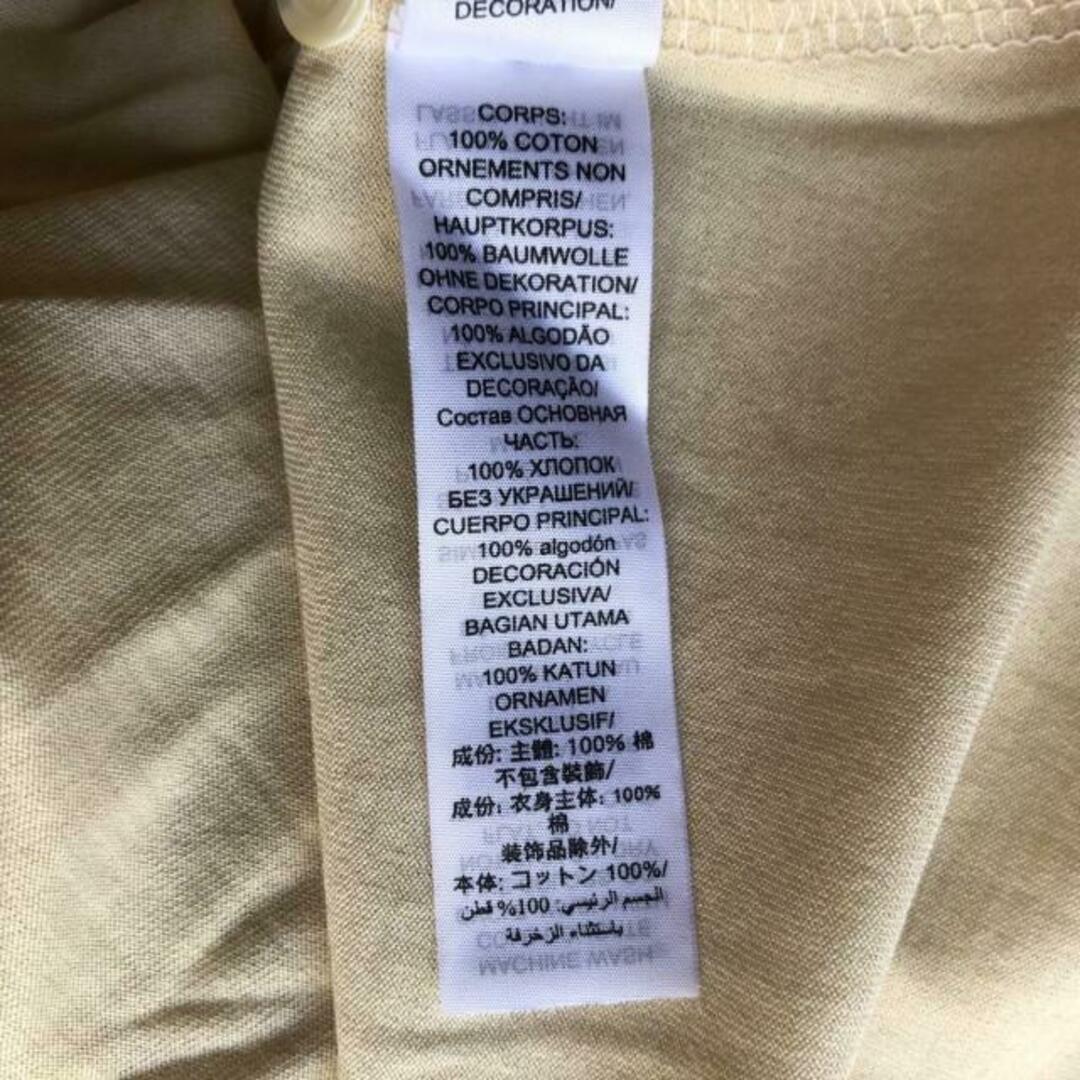 DECORATION/
CORPS:
100% COTON
ORNEMENTS NON
COMPRIS/
HAUPTKORPUS:
100% BAUMWOLLE
OHNE DEKORATION/
CORPO PRINCIPAL:
100% ALGODÃO
EXCLUSIVO DA
DECORAÇÃO/
Состав ОСНОВНАЯ
ЧАСТЬ:
100% ХЛОПОК
БЕЗ УКРАШЕНИЙ/
CUERPO PRINCIPAL:
100% algodón
DECORACIÓN
EXCLUSIVA/
BAGIAN UTAMA
BADAN:
100% KATUN
ORNAMEN
EKSKLUSIF/
成份: 主體: 100% 棉
不包含裝飾/
成份: 衣身主体: 100%
棉
装饰品除外/
本体: コットン 100%/
الجسم الرئيسي: 100% قطن
باستثناء الزخرفة
MACHINE WASH